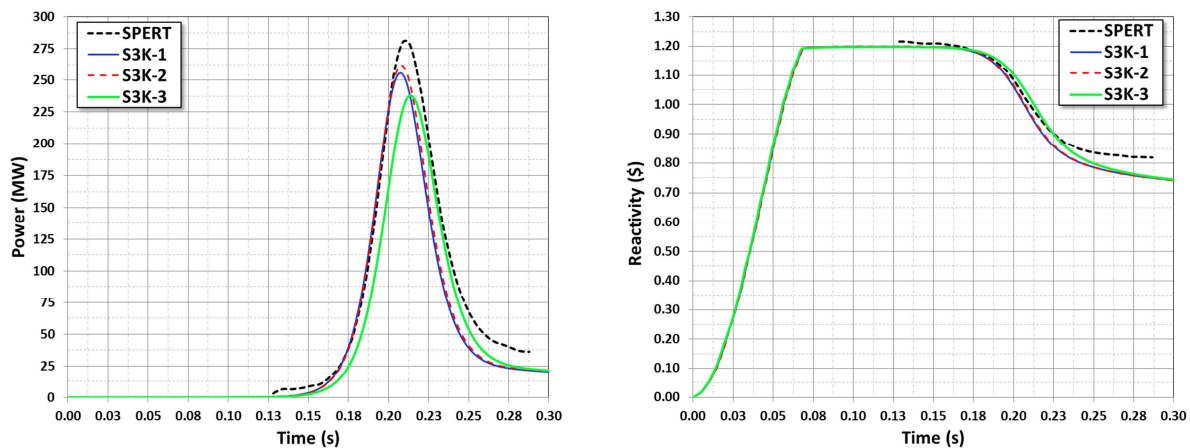 300
275
250
225
200
175
150
125
100
75
50
25
0
Power (MW)
SPERT
S3K-1
S3K-2
S3K-3
0.00 0.03 0.05 0.08 0.10 0.13 0.15 0.18 0.20 0.23 0.25 0.28 0.30
Time (s)
$1.30
1.20
1.10
1.00
0.90
0.80
0.70
0.60
0.50
0.40
0.30
0.20
0.10
0.00
Reactivity ($)
SPERT
S3K-1
S3K-2
S3K-3
0.00 0.03 0.05 0.08 0.10 0.13 0.15 0.18 0.20 0.23 0.25 0.28 0.30
Time (s)